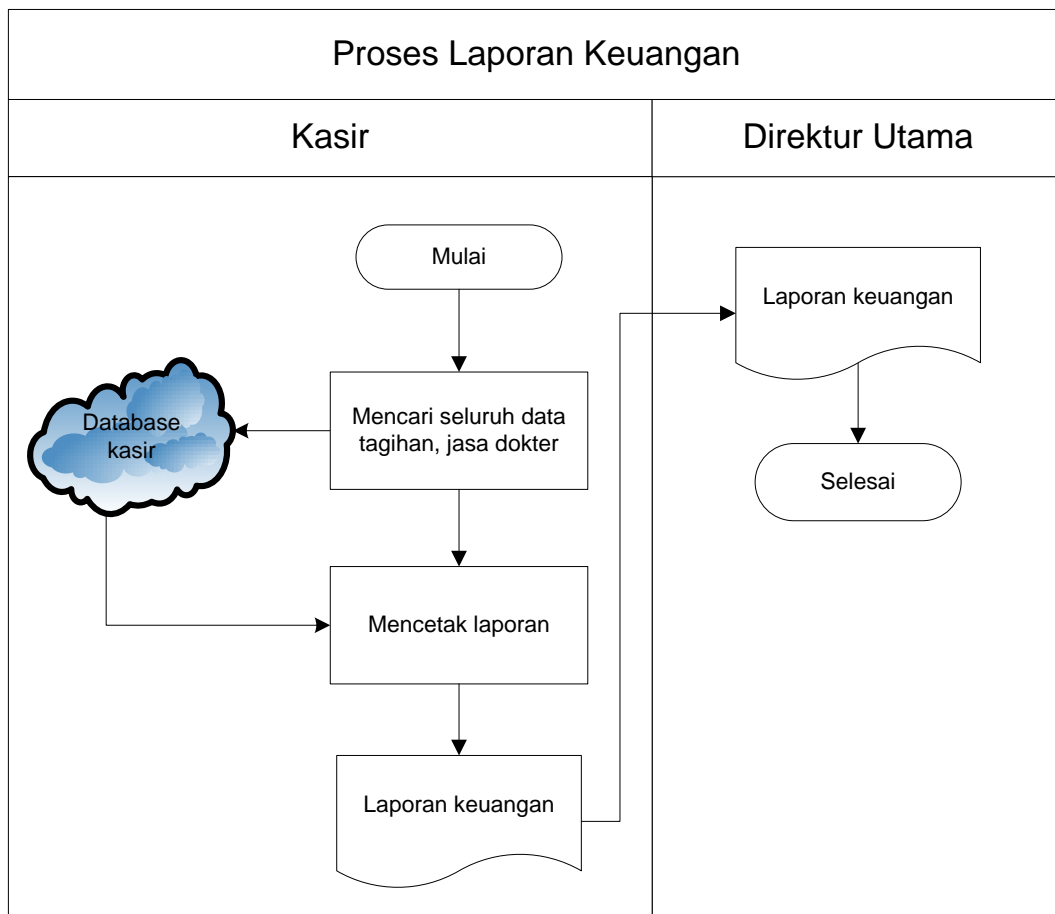 Proses Laporan Keuangan
Kasir
Direktur Utama
Mulai
Mencari seluruh data
tagihan, jasa dokter
Database
kasir
Mencetak laporan
Laporan keuangan
Laporan keuangan
Selesai